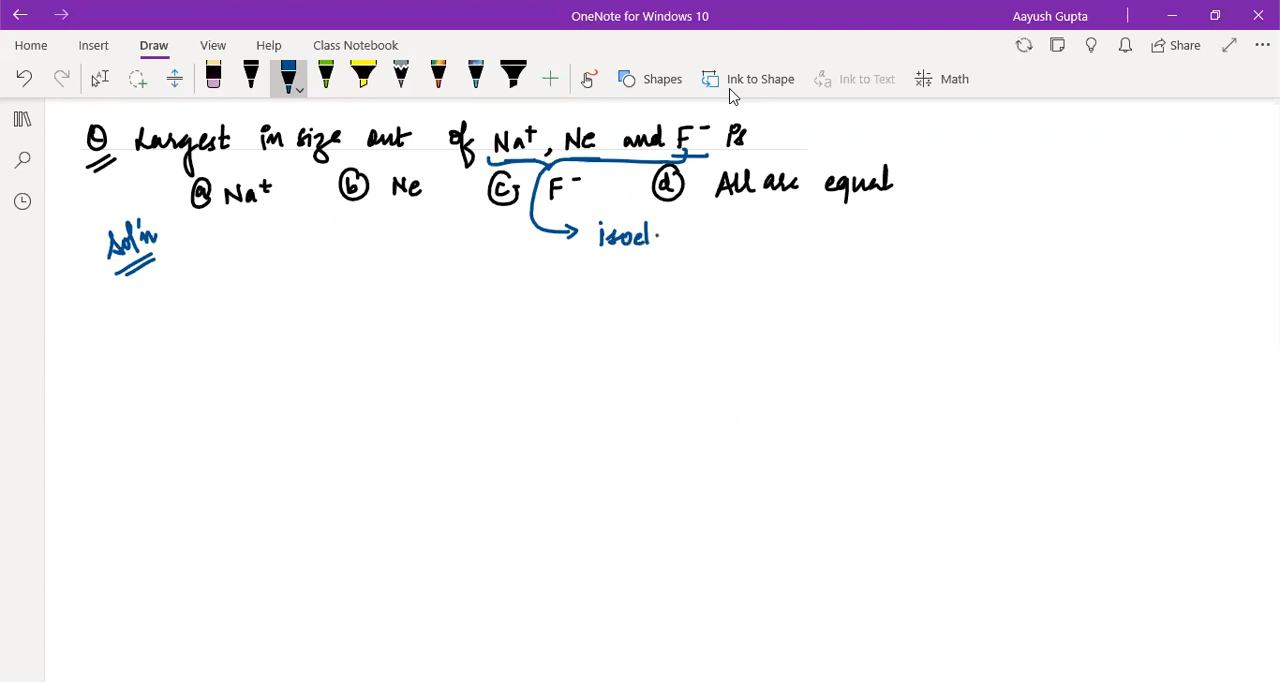 OneNote for Windows 10
Aayush Gupta
Home Insert Draw View Help Class Notebook
Share
Shapes Ink to Shape Ink to Text Math
Q Largest in size out of Na⁺, Ne and F⁻ is
(a) Na⁺ (b) Ne (c) F⁻ (d) All are equal
Sol'n
isoel